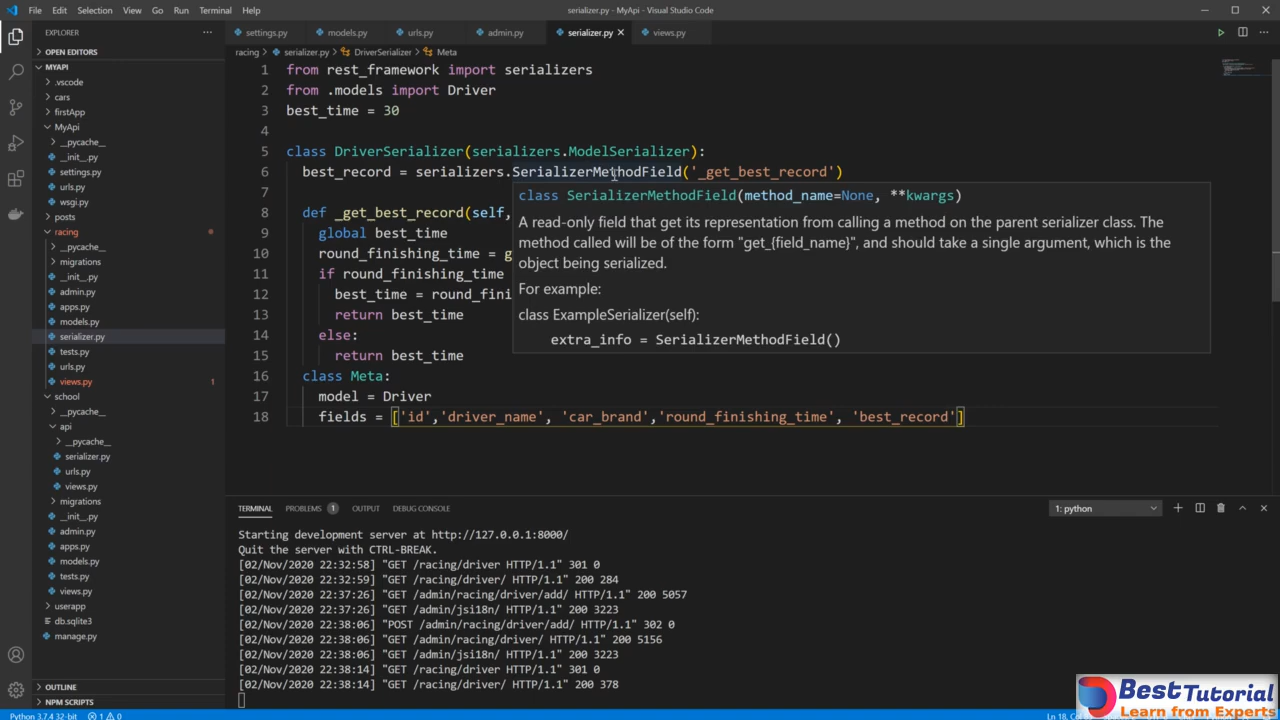 File Edit Selection View Go Run Terminal Help
serializer.py - MyApi - Visual Studio Code
EXPLORER
OPEN EDITORS
MYAPI
.vscode
cars
firstApp
MyApi
__pycache__
__init__.py
settings.py
urls.py
wsgi.py
posts
racing
__pycache__
migrations
__init__.py
admin.py
apps.py
models.py
serializer.py
tests.py
urls.py
views.py 1
school
__pycache__
api
__pycache__
serializer.py
urls.py
views.py
migrations
__init__.py
admin.py
apps.py
models.py
tests.py
views.py
userapp
db.sqlite3
manage.py
OUTLINE
NPM SCRIPTS
settings.py models.py urls.py admin.py serializer.py views.py
racing > serializer.py > DriverSerializer > Meta
1 from rest_framework import serializers
2 from .models import Driver
3 best_time = 30
4
5 class DriverSerializer(serializers.ModelSerializer):
6 best_record = serializers.SerializerMethodField('_get_best_record')
7
8 def _get_best_record(self,
9 global best_time
10 round_finishing_time = g
11 if round_finishing_time
12 best_time = round_fini
13 return best_time
14 else:
15 return best_time
16 class Meta:
17 model = Driver
18 fields = ['id','driver_name', 'car_brand','round_finishing_time', 'best_record']
class SerializerMethodField(method_name=None, **kwargs)
A read-only field that get its representation from calling a method on the parent serializer class. The
method called will be of the form "get_{field_name}", and should take a single argument, which is the
object being serialized.
For example:
class ExampleSerializer(self):
extra_info = SerializerMethodField()
TERMINAL PROBLEMS 1 OUTPUT DEBUG CONSOLE
1: python
Starting development server at http://127.0.0.1:8000/
Quit the server with CTRL-BREAK.
[02/Nov/2020 22:32:58] "GET /racing/driver HTTP/1.1" 301 0
[02/Nov/2020 22:32:59] "GET /racing/driver/ HTTP/1.1" 200 284
[02/Nov/2020 22:37:26] "GET /admin/racing/driver/add/ HTTP/1.1" 200 5057
[02/Nov/2020 22:37:26] "GET /admin/jsi18n/ HTTP/1.1" 200 3223
[02/Nov/2020 22:38:06] "POST /admin/racing/driver/add/ HTTP/1.1" 302 0
[02/Nov/2020 22:38:06] "GET /admin/racing/driver/ HTTP/1.1" 200 5156
[02/Nov/2020 22:38:06] "GET /admin/jsi18n/ HTTP/1.1" 200 3223
[02/Nov/2020 22:38:14] "GET /racing/driver HTTP/1.1" 301 0
[02/Nov/2020 22:38:14] "GET /racing/driver/ HTTP/1.1" 200 378
Python 3.7.4 32-bit 1 0
Ln 18,
BestTutorial
Learn from Experts